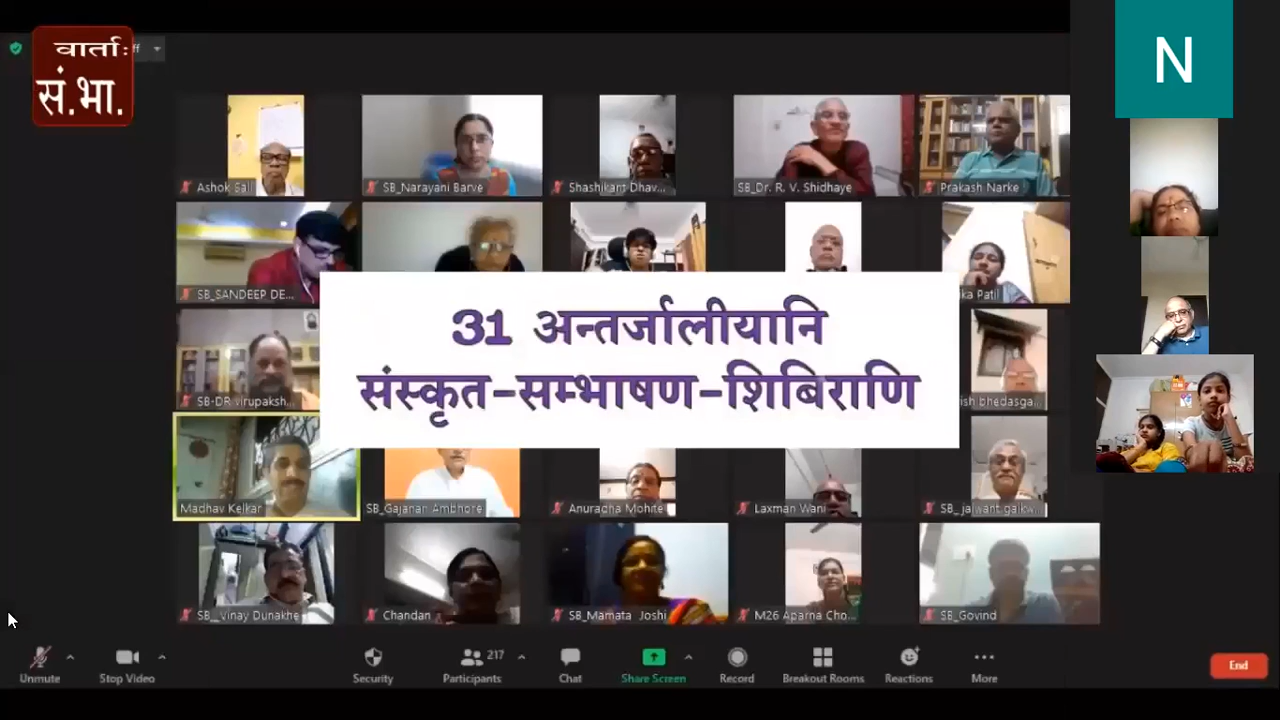 वार्ताः
सं.भा.
ff
N
Ashok Sali
SB_Narayani Barve
Shashikant Dhav...
SB_Dr. R. V. Shidhaye
Prakash Narke
SB_SANDEEP DE...
ika Patil
31 अन्तर्जालीयानि
संस्कृत-सम्भाषण-शिबिराणि
SB-DR virupaksh...
ish bhedasga...
Madhav Kelkar
SB_Gajanan Ambhore
Anuradha Mohite
Laxman Wani
SB_ jaiwant gaikw...
SB__Vinay Dunakhe
Chandan
SB_Mamata Joshi
M26 Aparna Cho...
SB_Govind
Unmute
Stop Video
Security
217
Participants
Chat
Share Screen
Record
Breakout Rooms
Reactions
More
End